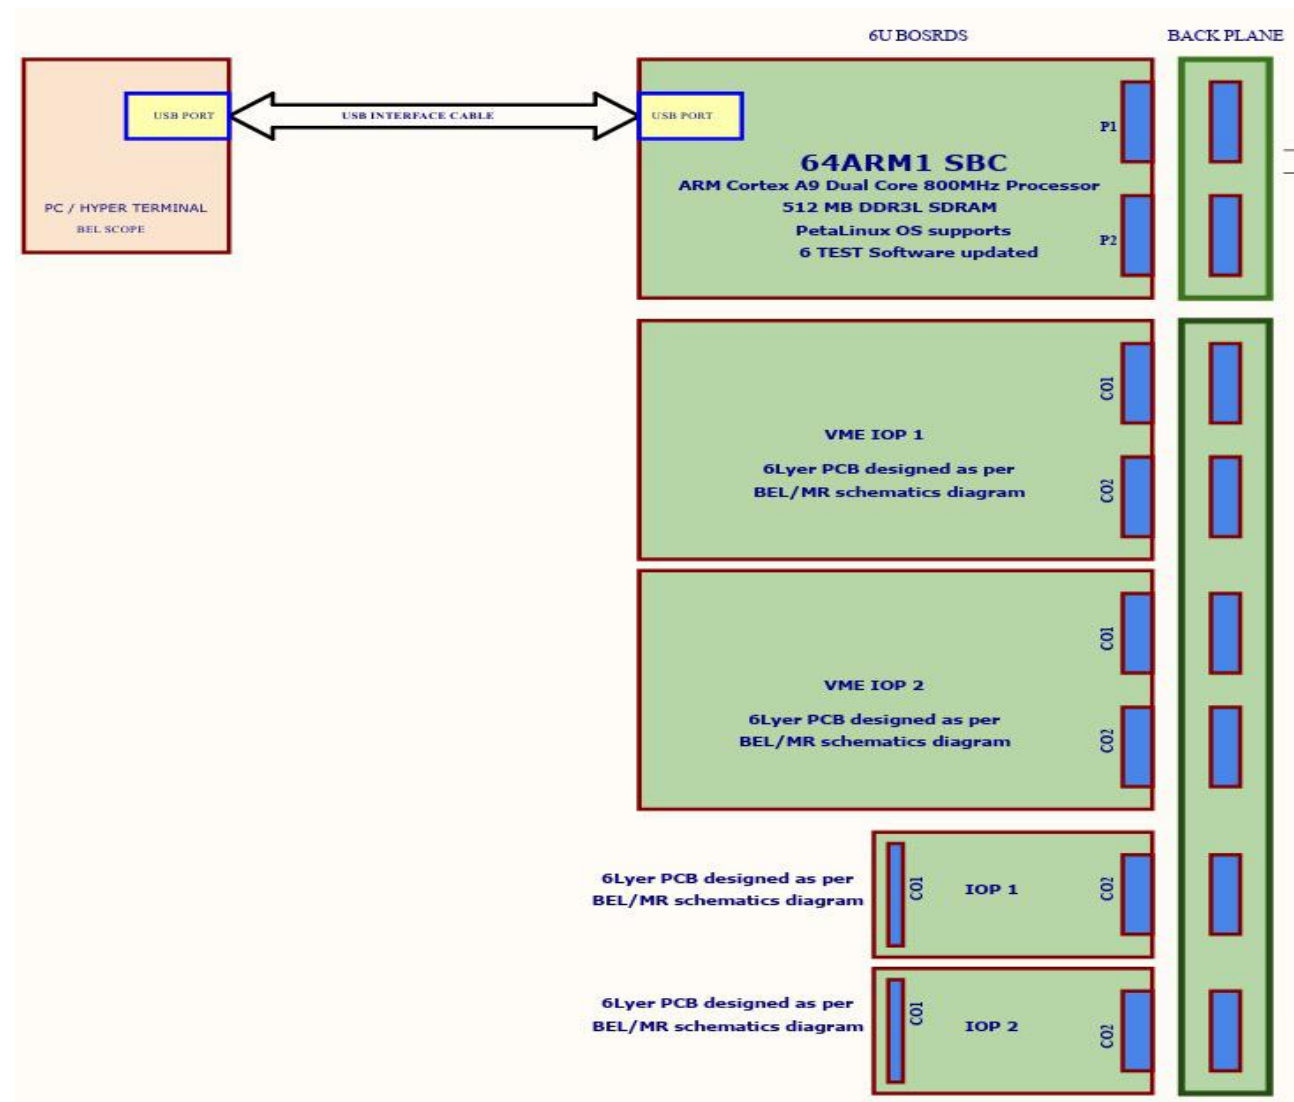 6U BOSRDS
BACK PLANE
USB PORT
USB INTERFACE CABLE
USB PORT
P1
64ARM1 SBC
ARM Cortex A9 Dual Core 800MHz Processor
512 MB DDR3L SDRAM
PetaLinux OS supports
6 TEST Software updated
P2
PC / HYPER TERMINAL
BEL SCOPE
CO1
VME IOP 1
6Lyer PCB designed as per
BEL/MR schematics diagram
CO2
CO1
VME IOP 2
6Lyer PCB designed as per
BEL/MR schematics diagram
CO2
6Lyer PCB designed as per
BEL/MR schematics diagram
CO1
IOP 1
CO2
6Lyer PCB designed as per
BEL/MR schematics diagram
CO1
IOP 2
CO2